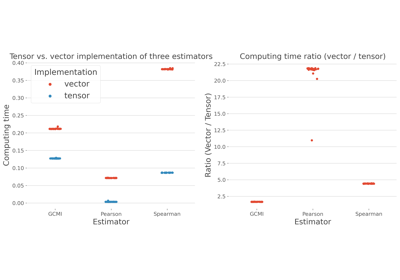 Tensor vs. vector implementation of three estimators
0.40
0.35
0.30
0.25
0.20
0.15
0.10
0.05
0.00
Computing time
Implementation
vector
tensor
GCMI
Pearson
Spearman
Estimator
Computing time ratio (vector / tensor)
22.5
20.0
17.5
15.0
12.5
10.0
7.5
5.0
2.5
Ratio (Vector / Tensor)
GCMI
Pearson
Spearman
Estimator